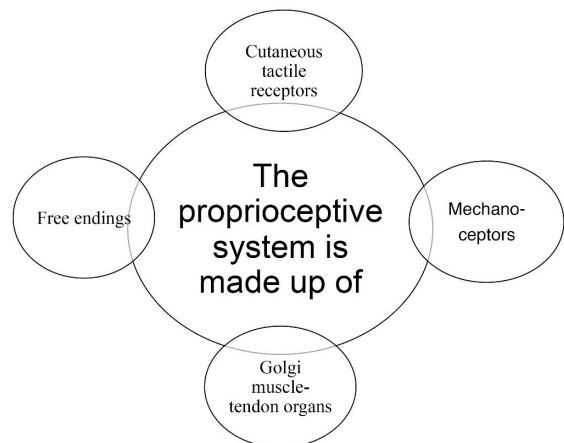 Cutaneous
tactile
receptors
The
proprioceptive
system is
made up of
Free endings
Mechano-
ceptors
Golgi
muscle-
tendon organs